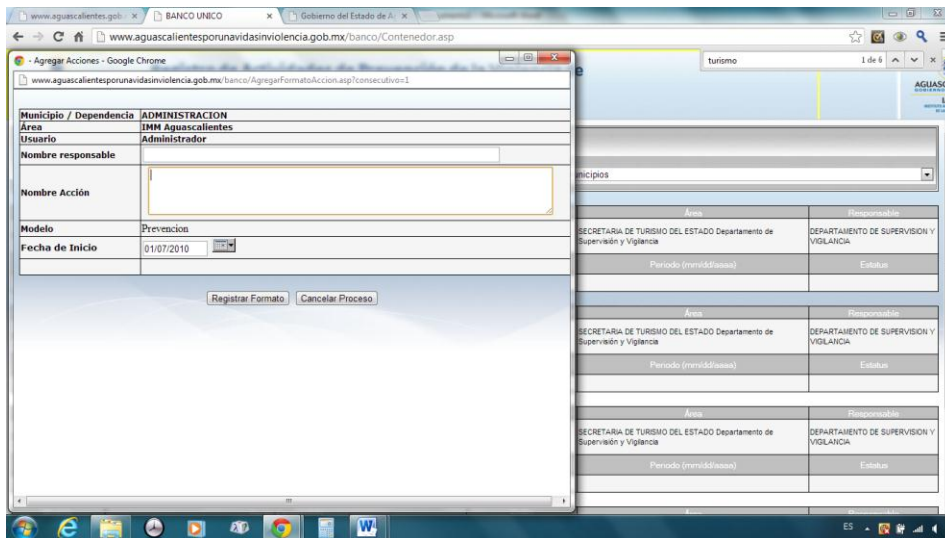 www.aguascalientes.gob.
BANCO UNICO
Gobierno del Estado de A
www.aguascalientesporunavidasinviolencia.gob.mx/banco/Contenedor.asp
turismo
1 de 6
- Agregar Acciones - Google Chrome
www.aguascalientesporunavidasinviolencia.gob.mx/banco/AgregarFormatoAccion.asp?consecutivo=1
Municipio / Dependencia ADMINISTRACION
Área IMM Aguascalientes
Usuario Administrador
Nombre responsable
Nombre Acción
Modelo Prevencion
Fecha de Inicio 01/07/2010
Registrar Formato Cancelar Proceso
AGUASC
unicipios
Área Responsable
SECRETARIA DE TURISMO DEL ESTADO Departamento de DEPARTAMENTO DE SUPERVISION Y
Supervisión y Vigilancia VIGILANCIA
Periodo (mm/dd/aaaa) Estatus
Área Responsable
SECRETARIA DE TURISMO DEL ESTADO Departamento de DEPARTAMENTO DE SUPERVISION Y
Supervisión y Vigilancia VIGILANCIA
Periodo (mm/dd/aaaa) Estatus
Área Responsable
SECRETARIA DE TURISMO DEL ESTADO Departamento de DEPARTAMENTO DE SUPERVISION Y
Supervisión y Vigilancia VIGILANCIA
Periodo (mm/dd/aaaa) Estatus
Área Responsable
ES